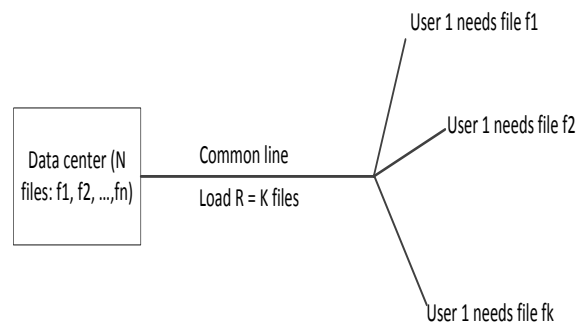 User 1 needs file f1
User 1 needs file f2
Data center (N
files: f1, f2, ...,fn)
Common line
Load R = K files
User 1 needs file fk